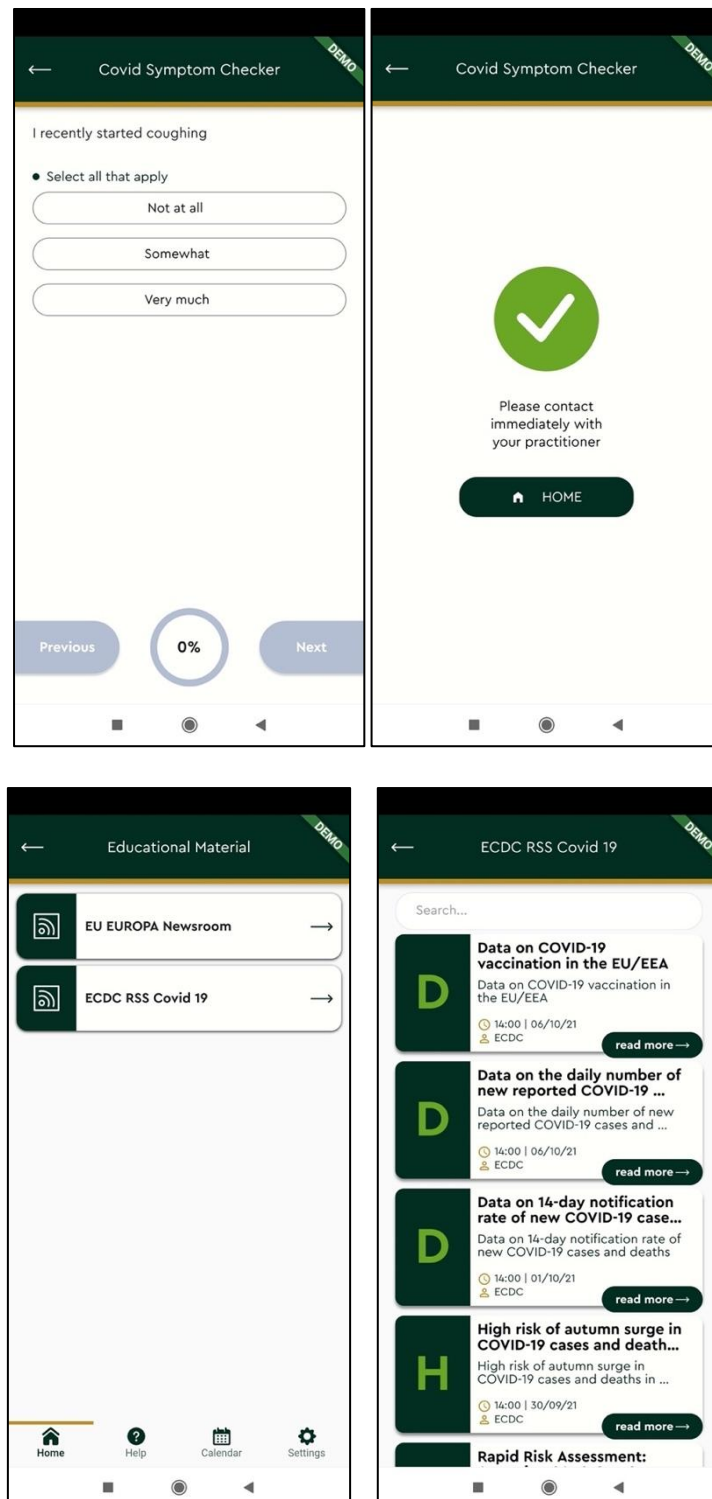 Covid Symptom Checker
DEMO
I recently started coughing
Select all that apply
Not at all
Somewhat
Very much
Previous
0%
Next
Covid Symptom Checker
DEMO
Please contact
immediately with
your practitioner
HOME
Educational Material
DEMO
EU EUROPA Newsroom
ECDC RSS Covid 19
Home
Help
Calendar
Settings
ECDC RSS Covid 19
DEMO
Search...
D
Data on COVID-19
vaccination in the EU/EEA
Data on COVID-19 vaccination in
the EU/EEA
14:00 | 06/10/21
ECDC
read more
D
Data on the daily number of
new reported COVID-19 ...
Data on the daily number of new
reported COVID-19 cases and ...
14:00 | 06/10/21
ECDC
read more
D
Data on 14-day notification
rate of new COVID-19 case...
Data on 14-day notification rate of
new COVID-19 cases and deaths
14:00 | 01/10/21
ECDC
read more
H
High risk of autumn surge in
COVID-19 cases and death...
High risk of autumn surge in
COVID-19 cases and deaths in ...
14:00 | 30/09/21
ECDC
read more
Rapid Risk Assessment: